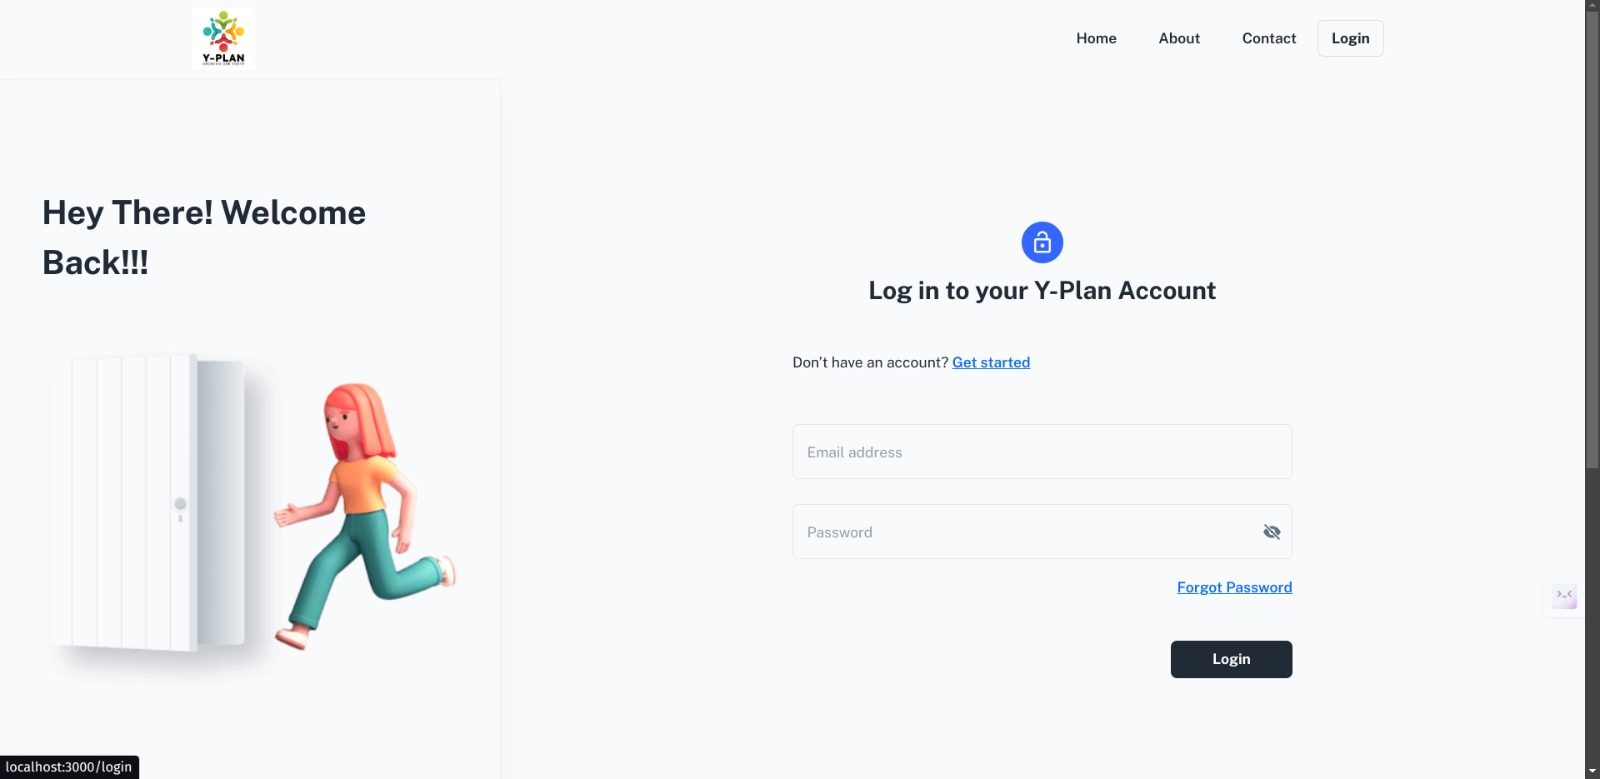 Y-PLAN
Home
About
Contact
Login
Hey There! Welcome
Back!!!
Log in to your Y-Plan Account
Don't have an account? Get started
Email address
Password
Forgot Password
Login
localhost:3000/login